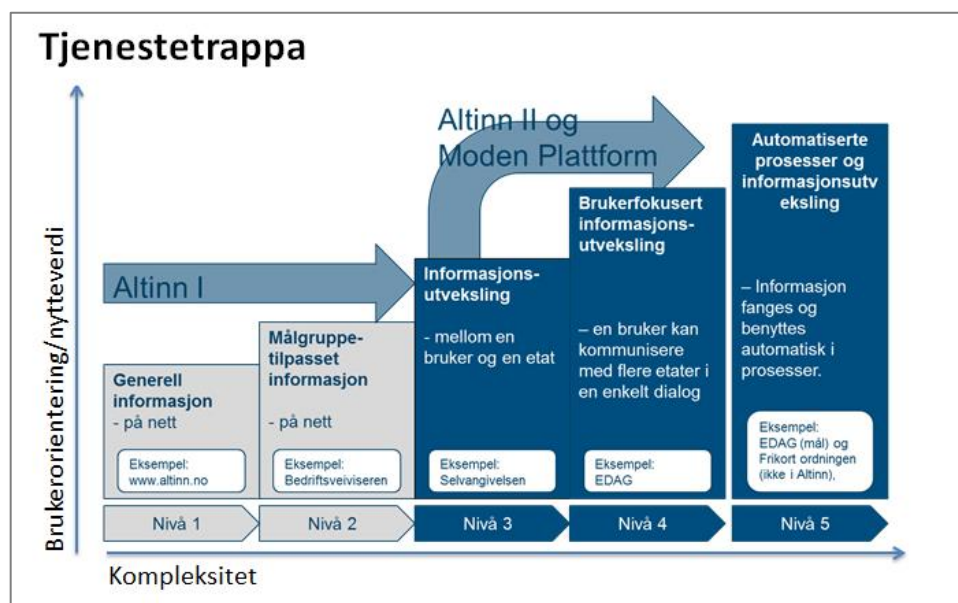 Tjenestetrappa
Brukerorientering/nytteverdi
Altinn I
Altinn II og
Moden Plattform
Generell
informasjon
- på nett
Eksempel:
www.altinn.no
Nivå 1
Målgruppe-
tilpasset
informasjon
- på nett
Eksempel:
Bedriftsveiviseren
Nivå 2
Informasjons-
utveksling
- mellom en
bruker og en etat
Eksempel:
Selvangivelsen
Nivå 3
Brukerfokusert
informasjons-
utveksling
– en bruker kan
kommunisere
med flere etater i
en enkelt dialog
Eksempel:
EDAG
Nivå 4
Automatiserte
prosesser og
informasjonsutv
eksling
– Informasjon
fanges og
benyttes
automatisk i
prosesser.
Eksempel:
EDAG (mål) og
Frikort ordningen
(ikke i Altinn),
Nivå 5
Kompleksitet